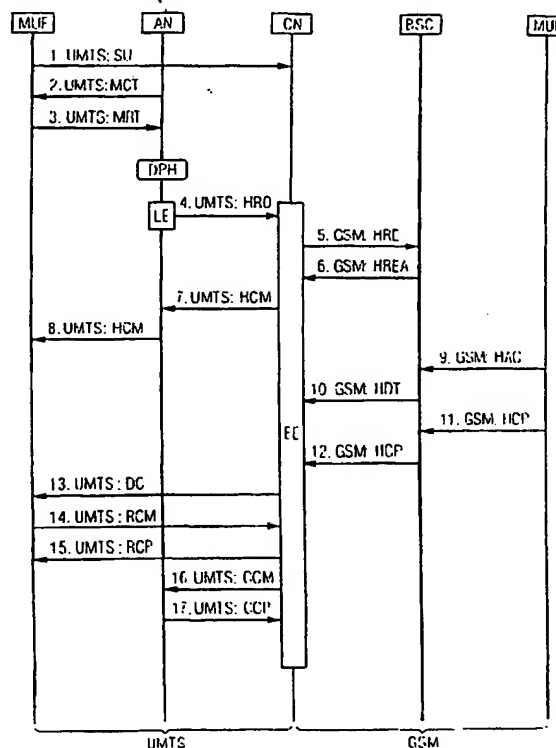 MUF AN CN BSC MUF
1. UMTS: SU
2. UMTS: MCT
3. UMTS: MRT
DPH
LE
4. UMTS: HRQ
5. GSM: HRE
6. GSM: HREA
7. UMTS: HCM
8. UMTS: HCM
9. GSM: HAC
10. GSM: HDT
11. GSM: HCP
EE
12. GSM: HCP
13. UMTS : DC
14. UMTS : RCM
15. UMTS : RCP
16. UMTS: CCM
17. UMTS: CCP
UMTS GSM